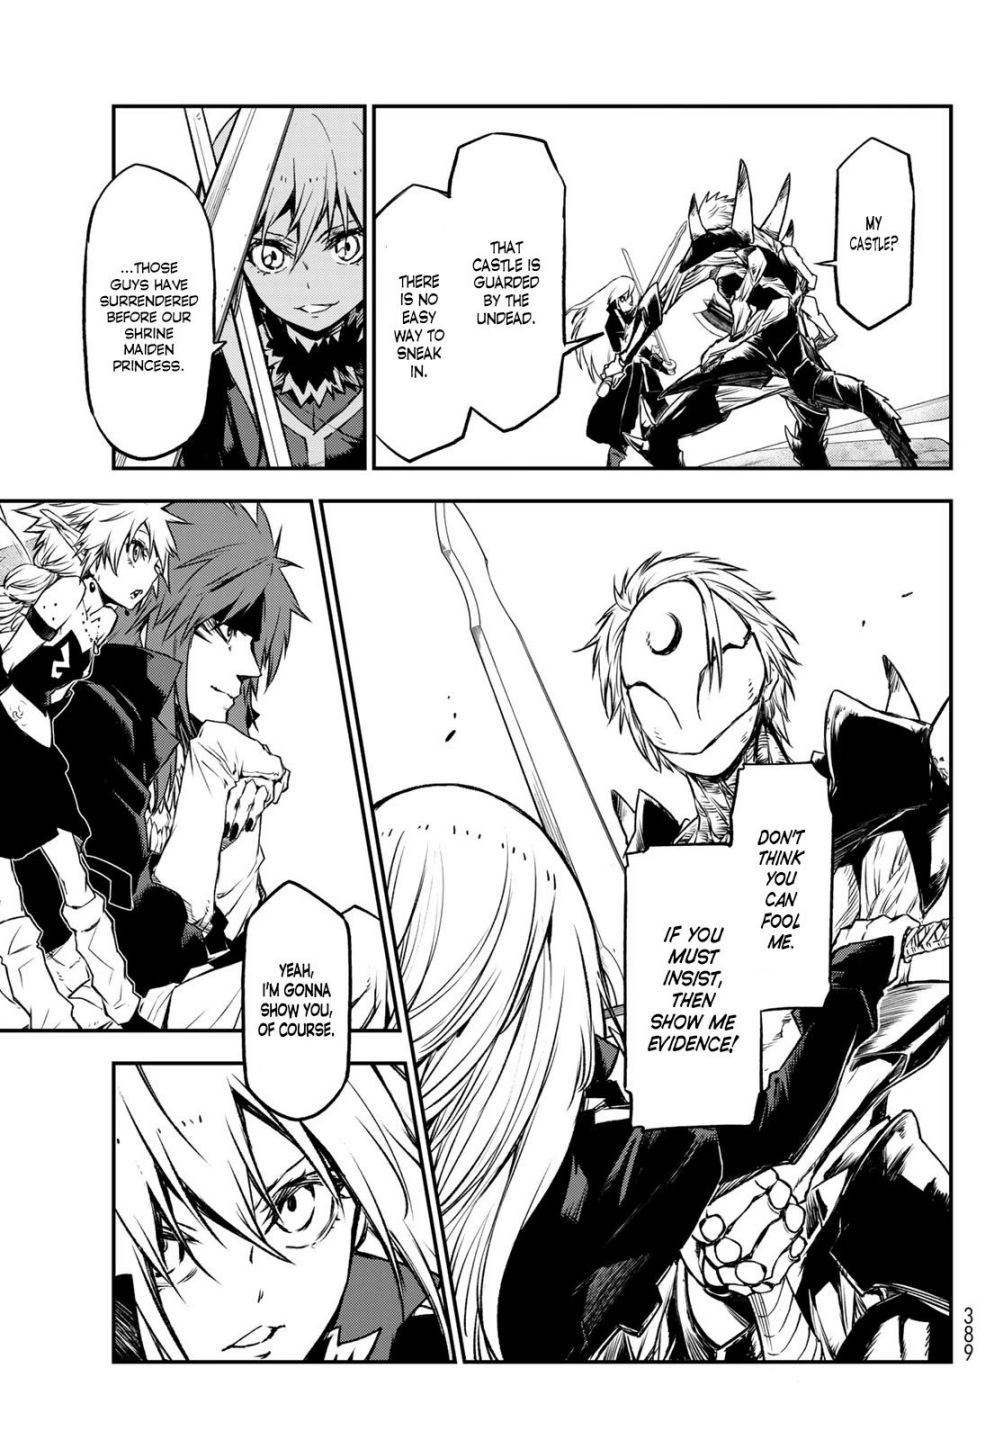 MY
CASTLE?
THAT
CASTLE IS
GUARDED
BY THE
UNDEAD.
THERE
IS NO
EASY
WAY TO
SNEAK
IN.
...THOSE
GUYS HAVE
SURRENDERED
BEFORE OUR
SHRINE
MAIDEN
PRINCESS.
DON'T
THINK
YOU
CAN
FOOL
ME.
IF YOU
MUST
INSIST,
THEN
SHOW ME
EVIDENCE!
YEAH,
I'M GONNA
SHOW YOU,
OF COURSE.
389